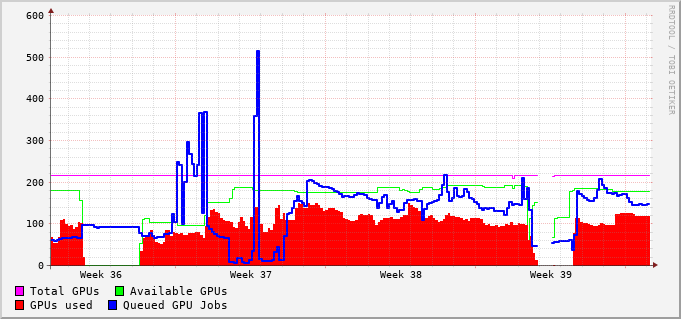 600
500
400
300
200
100
0
Week 36 Week 37 Week 38 Week 39
Total GPUs Available GPUs
GPUs used Queued GPU Jobs
RRDTOOL / TOBI OETIKER